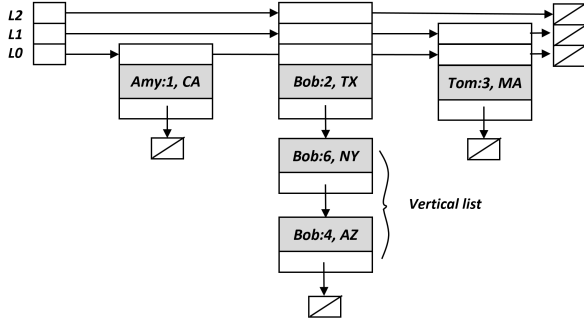 L2
L1
L0
Amy:1, CA
Bob:2, TX
Tom:3, MA
Bob:6, NY
Vertical list
Bob:4, AZ